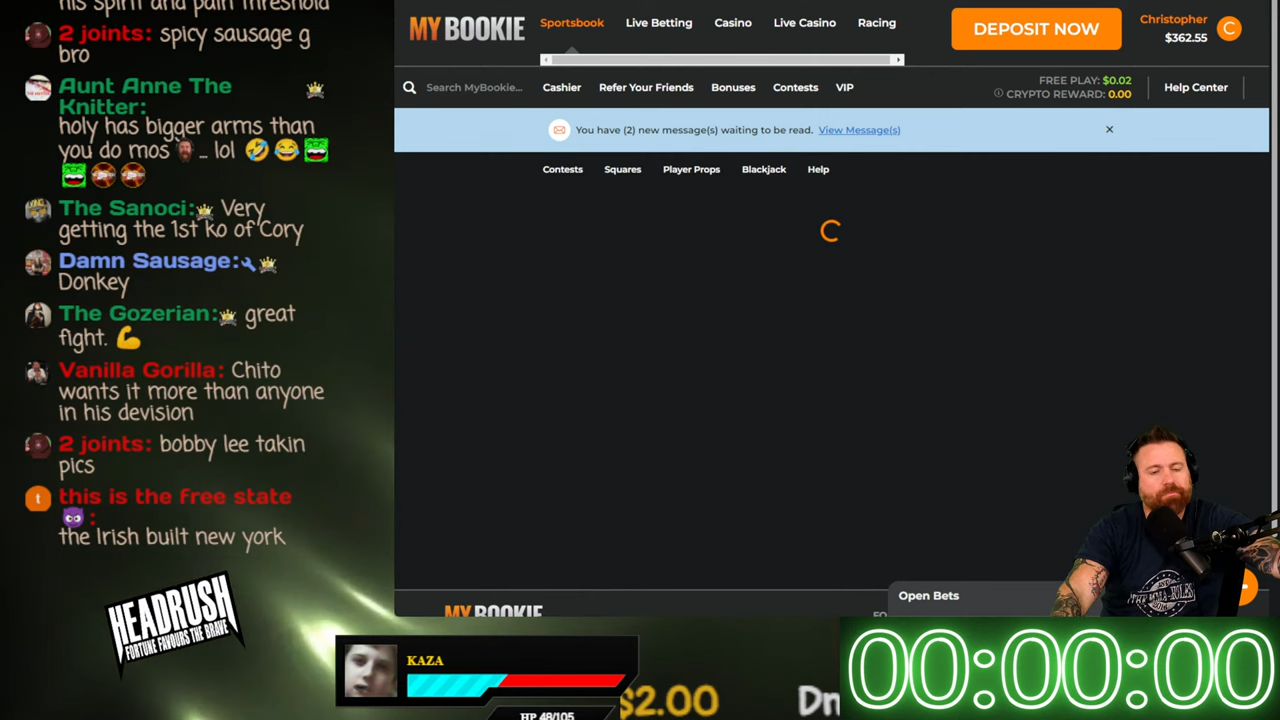 his spirit and pain threshold
2 joints: spicy sausage g
bro
Aunt Anne The
Knitter:
holy has bigger arms than
you do mos ... lol
The Sanoci: Very
getting the 1st ko of Cory
Damn Sausage:
Donkey
The Gozerian: great
fight.
Vanilla Gorilla: Chito
wants it more than anyone
in his devision
2 joints: bobby lee takin
pics
t this is the free state
:
the Irish built new york
HEADRUSH
FORTUNE FAVOURS THE BRAVE
MYBOOKIE
Sportsbook Live Betting Casino Live Casino Racing
DEPOSIT NOW
Christopher
$362.55
C
Search MyBookie...
Cashier Refer Your Friends Bonuses Contests VIP
FREE PLAY: $0.02
CRYPTO REWARD: 0.00
Help Center
You have (2) new message(s) waiting to be read. View Message(s)
Contests Squares Player Props Blackjack Help
MYBOOKIE
Open Bets
KAZA
HP 48/105
$2.00
00:00:00